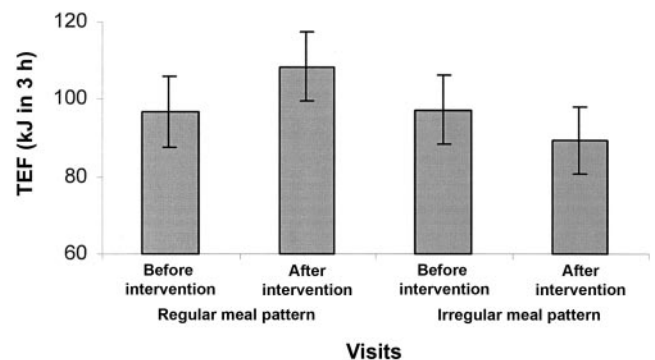 TEF (kJ in 3 h)
120
100
80
60
Before intervention
After intervention
Before intervention
After intervention
Regular meal pattern
Irregular meal pattern
Visits